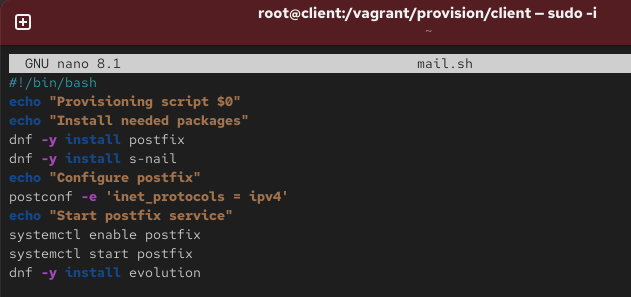 root@client:/vagrant/provision/client — sudo -i
~
GNU nano 8.1 mail.sh
#!/bin/bash
echo "Provisioning script $0"
echo "Install needed packages"
dnf -y install postfix
dnf -y install s-nail
echo "Configure postfix"
postconf -e 'inet_protocols = ipv4'
echo "Start postfix service"
systemctl enable postfix
systemctl start postfix
dnf -y install evolution